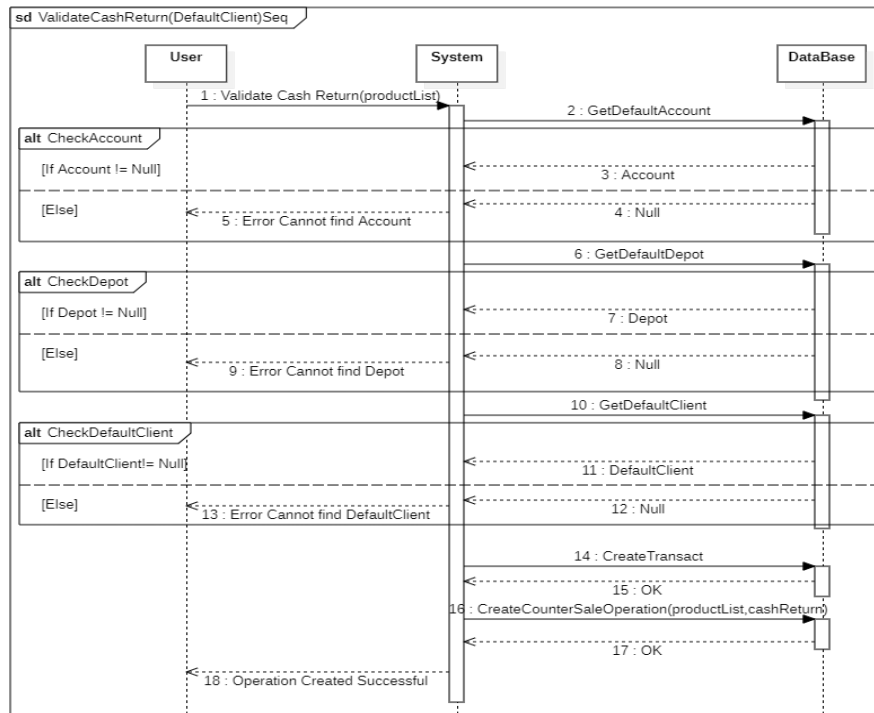 sd ValidateCashReturn(DefaultClient)Seq
User
System
DataBase
1 : Validate Cash Return(productList)
2 : GetDefaultAccount
alt CheckAccount
[If Account != Null]
3 : Account
[Else]
4 : Null
5 : Error Cannot find Account
6 : GetDefaultDepot
alt CheckDepot
[If Depot != Null]
7 : Depot
[Else]
8 : Null
9 : Error Cannot find Depot
10 : GetDefaultClient
alt CheckDefaultClient
[If DefaultClient!= Null]
11 : DefaultClient
[Else]
12 : Null
13 : Error Cannot find DefaultClient
14 : CreateTransact
15 : OK
16 : CreateCounterSaleOperation(productList,cashReturn)
17 : OK
18 : Operation Created Successful